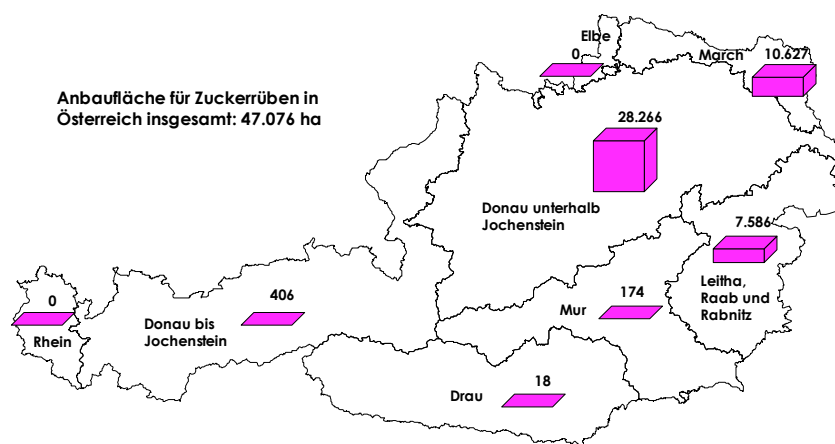 Elbe
0
March
10.627
Anbaufläche für Zuckerrüben in
Österreich insgesamt: 47.076 ha
28.266
Donau unterhalb
Jochenstein
7.586
Leitha,
Raab und
Rabnitz
0
Rhein
406
Donau bis
Jochenstein
174
Mur
18
Drau